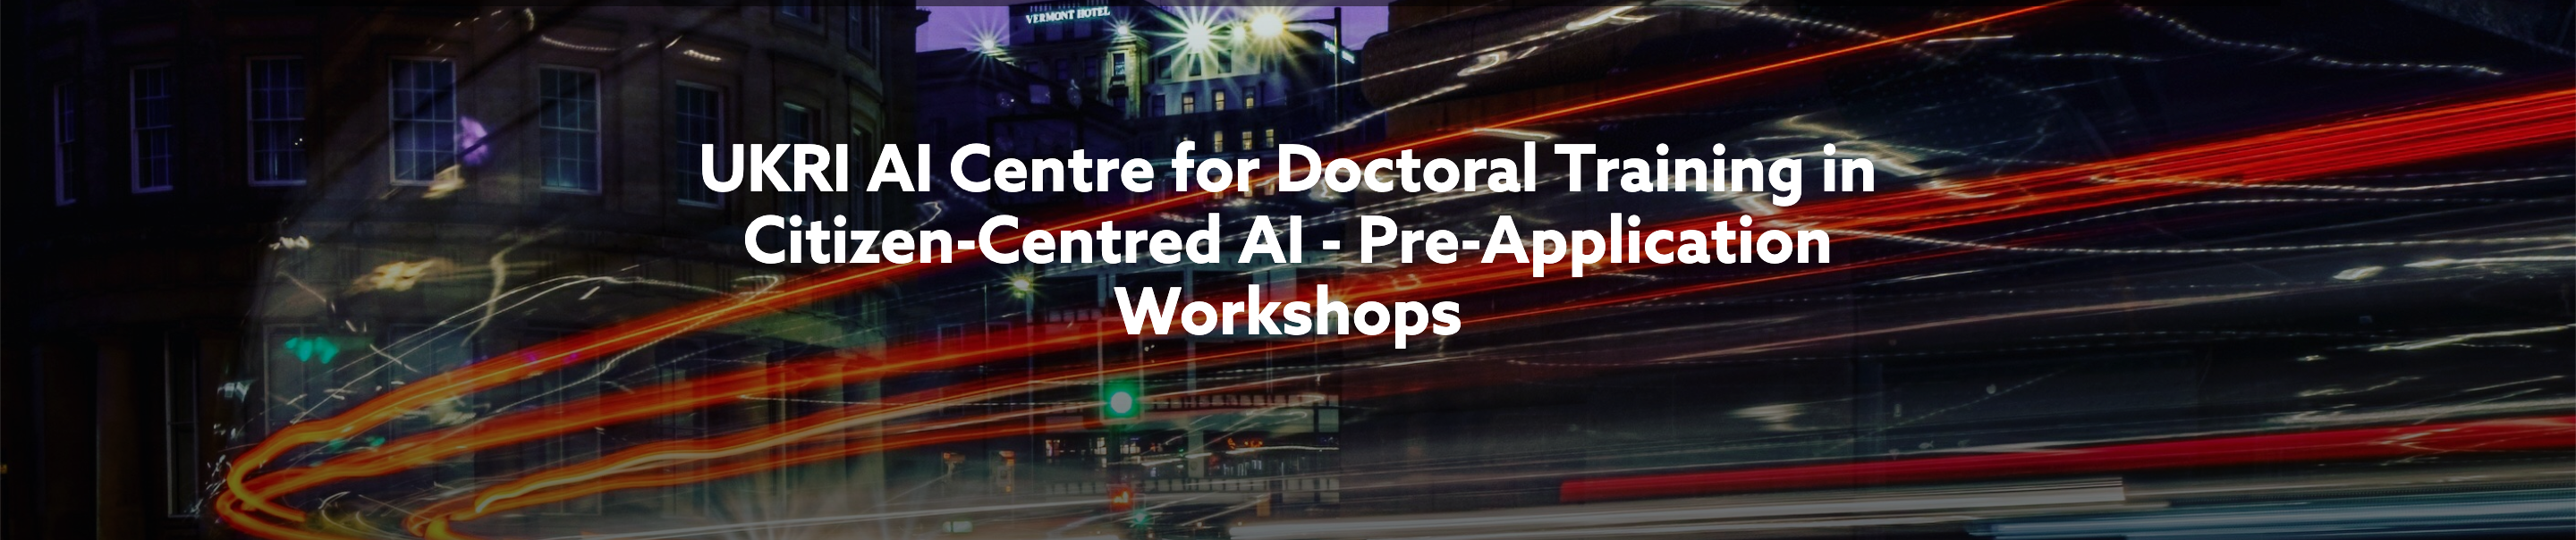 VERMONT HOTEL
UKRI AI Centre for Doctoral Training in
Citizen-Centred AI - Pre-Application
Workshops